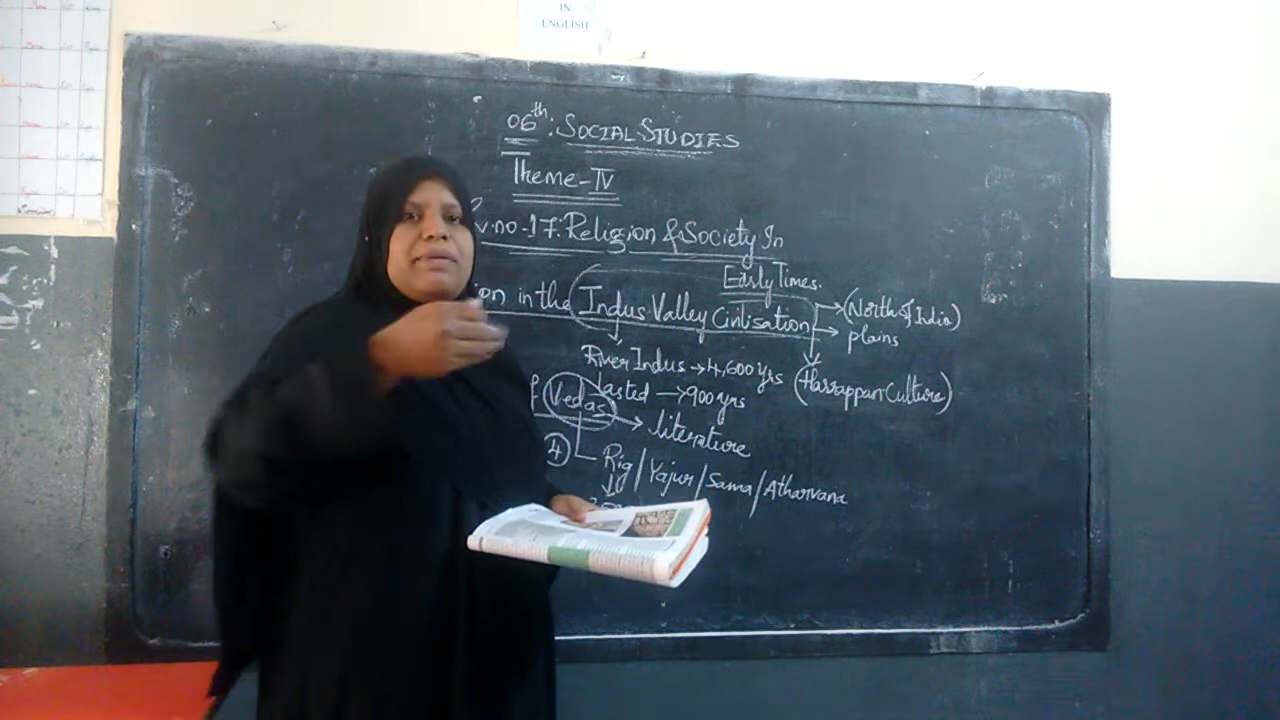 IN
ENGLISH
06th: SOCIAL STUDIES
Theme-IV
no-17: Religion & Society In
Early Times.
in the Indus Valley Civilisation → (North of India)
→ plains
River Indus → 4,600 yrs (Harappan Culture)
lasted → 900 yrs
Vedas → literature
4 Rig / Yajur / Sama / Atharvana